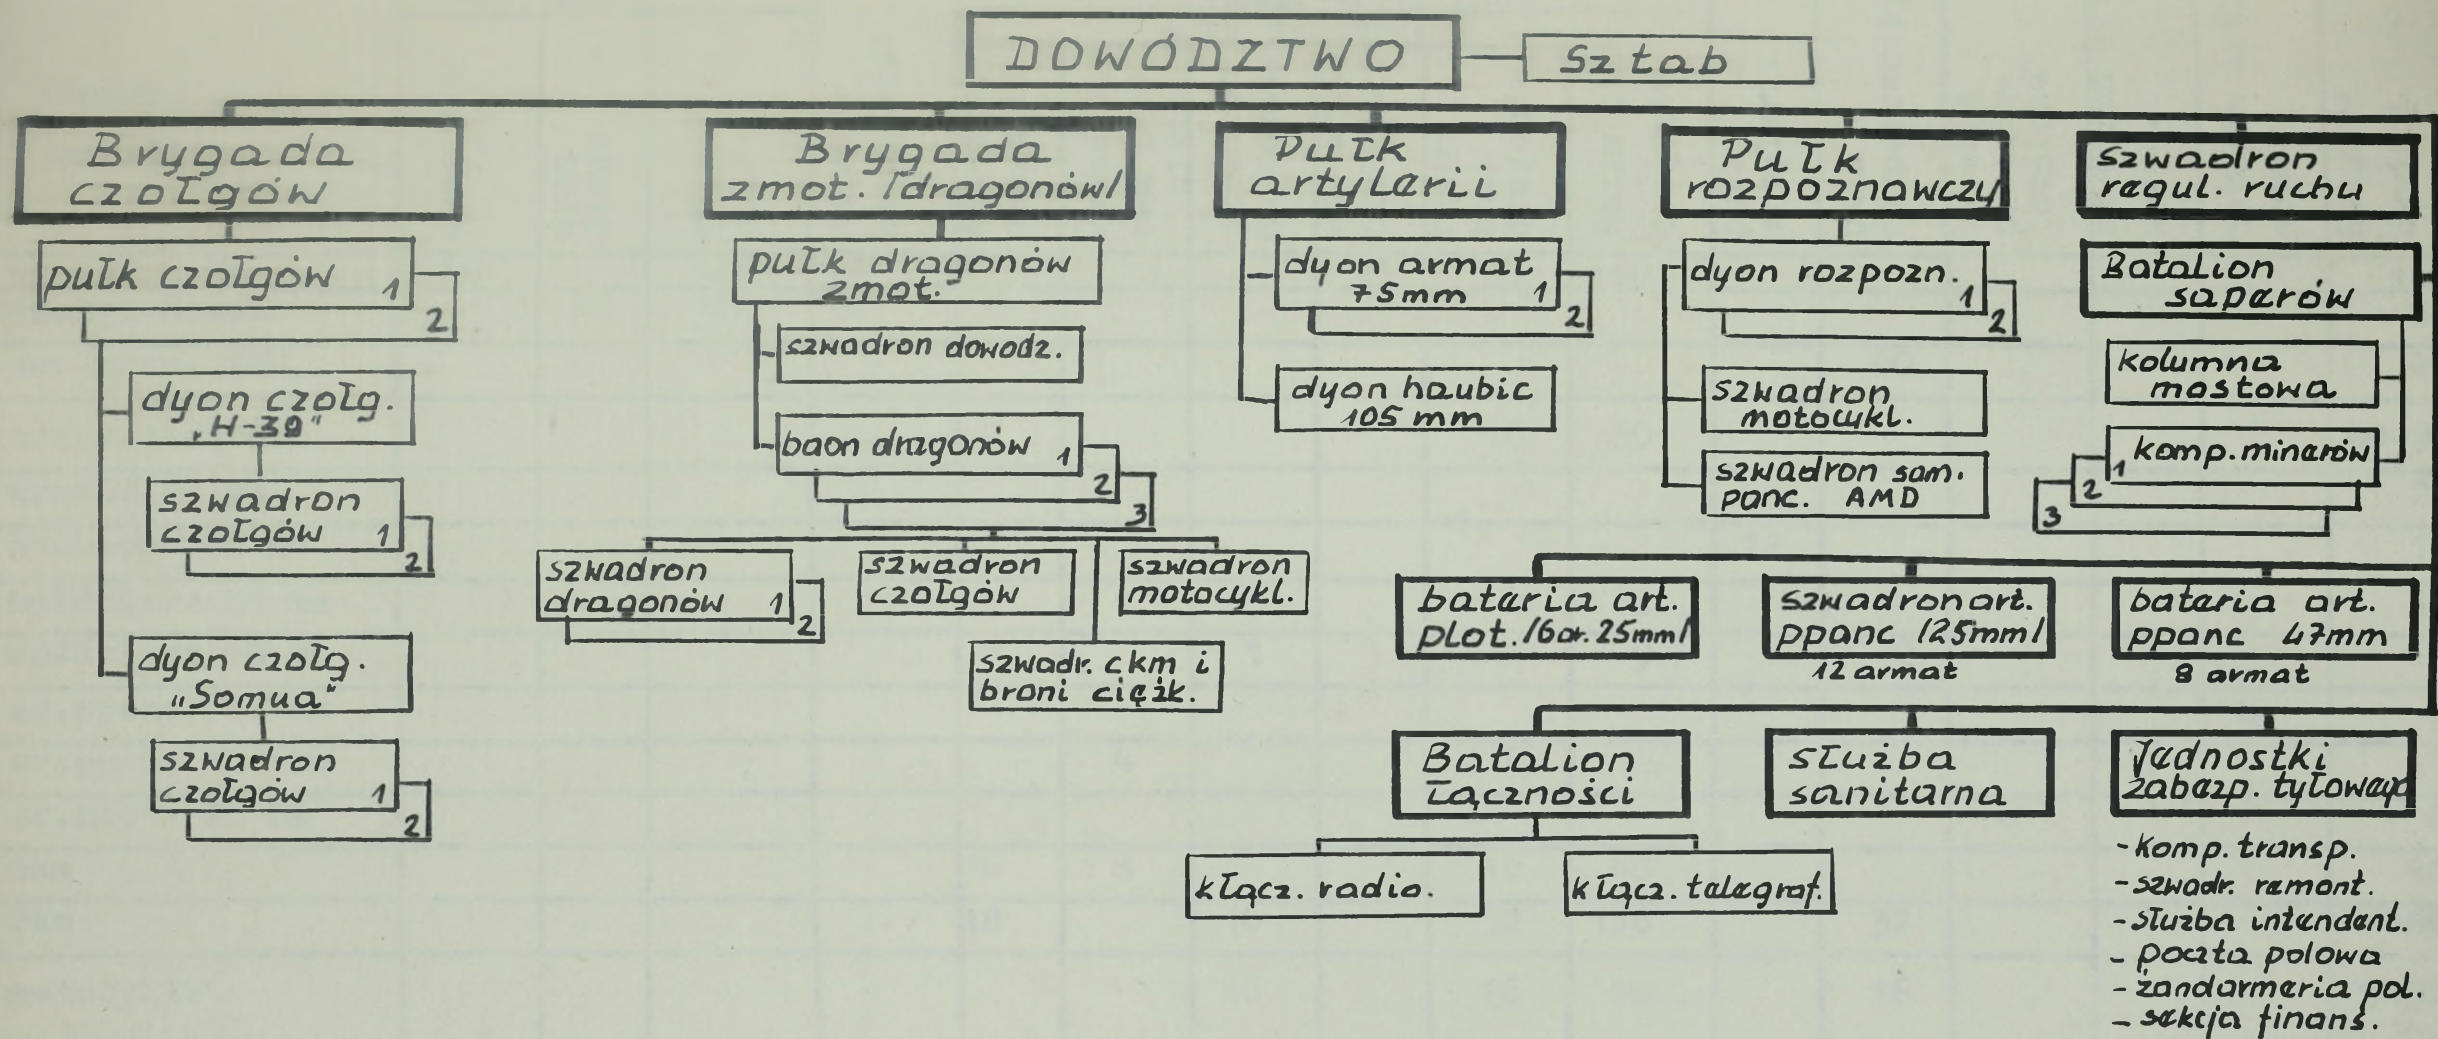 DOWÓDZTWO
Sztab
Brygada
czołgów
pułk czołgów 1
2
dyon czołg.
„H-39"
szwadron
czołgów 1
2
dyon czołg.
„Somua"
szwadron
czołgów 1
2
Brygada
zmot. /dragonów/
pułk dragonów
zmot.
szwadron dowodz.
baon dragonów 1
2
3
szwadron
dragonów 1
2
szwadron
czołgów
szwadron
motocykl.
szwadr. ckm i
broni ciężk.
Pułk
artylerii
dyon armat
75mm 1
2
dyon haubic
105 mm
Pułk
rozpoznawczy
dyon rozpozn.
1
2
szwadron
motocykl.
szwadron sam.
panc. AMD
szwadron
regul. ruchu
Batalion
saperów
kolumna
mostowa
komp. minerów
1
2
3
bateria art.
plot. /6 dz. 25mm/
szwadron art.
ppanc /25mm/
12 armat
bateria art.
ppanc 47mm
8 armat
Batalion
łączności
k łącz. radio.
k łącz. telegraf.
służba
sanitarna
Jednostki
zabezp. tyłowego
- komp. transp.
- szwadr. remont.
- służba intendent.
- poczta polowa
- żandarmeria pol.
- sekcja finans.